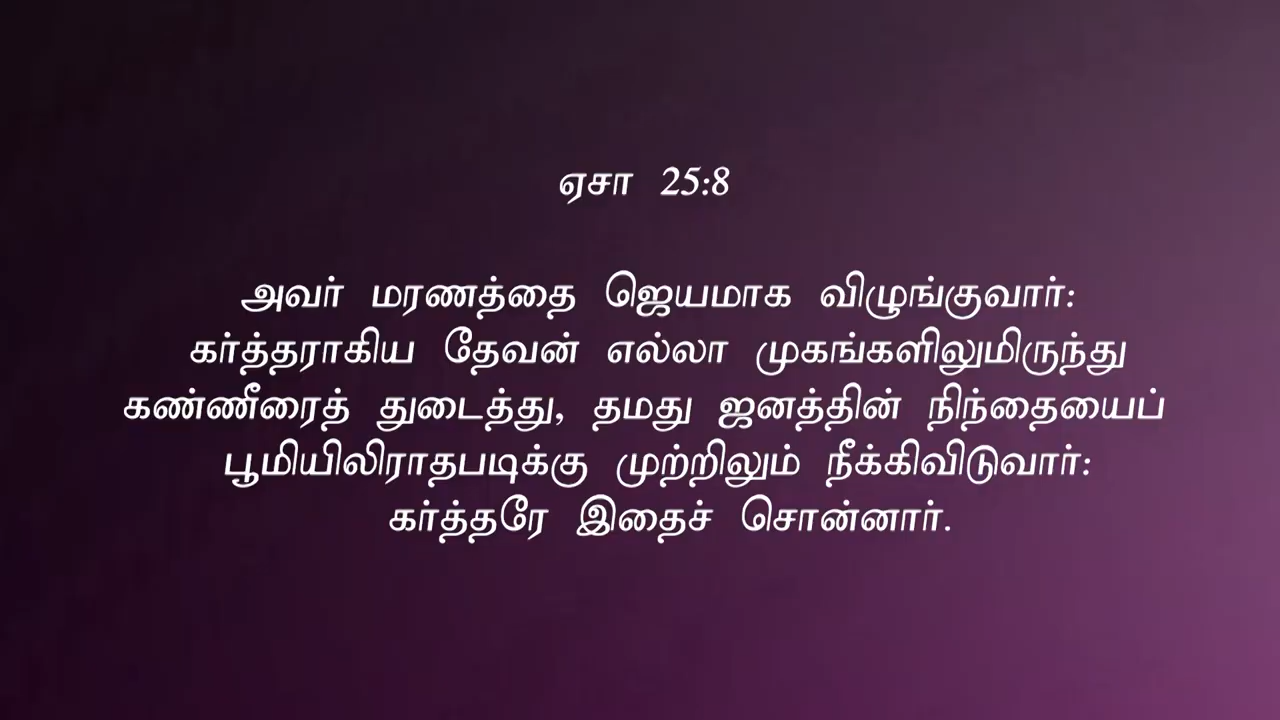 ஏசா 25:8
அவர் மரணத்தை ஜெயமாக விழுங்குவார்:
கர்த்தராகிய தேவன் எல்லா முகங்களிலுமிருந்து
கண்ணீரைத் துடைத்து, தமது ஜனத்தின் நிந்தையைப்
பூமியிலிராதபடிக்கு முற்றிலும் நீக்கிவிடுவார்:
கர்த்தரே இதைச் சொன்னார்.